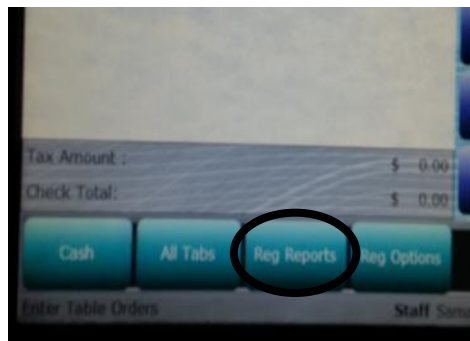 Tax Amount : $ 0.00
Check Total: $ 0.00
Cash All Tabs Reg Reports Reg Options
Enter Table Orders Staff Sama